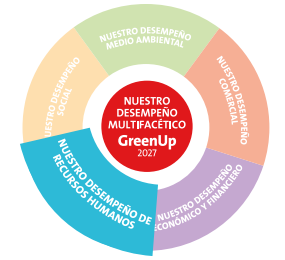 NUESTRO DESEMPEÑO
MEDIO AMBIENTAL
NUESTRO DESEMPEÑO
COMERCIAL
NUESTRO DESEMPEÑO
ECONÓMICO Y FINANCIERO
NUESTRO DESEMPEÑO DE
RECURSOS HUMANOS
NUESTRO DESEMPEÑO
SOCIAL
NUESTRO
DESEMPEÑO
MULTIFACÉTICO
GreenUp
2027